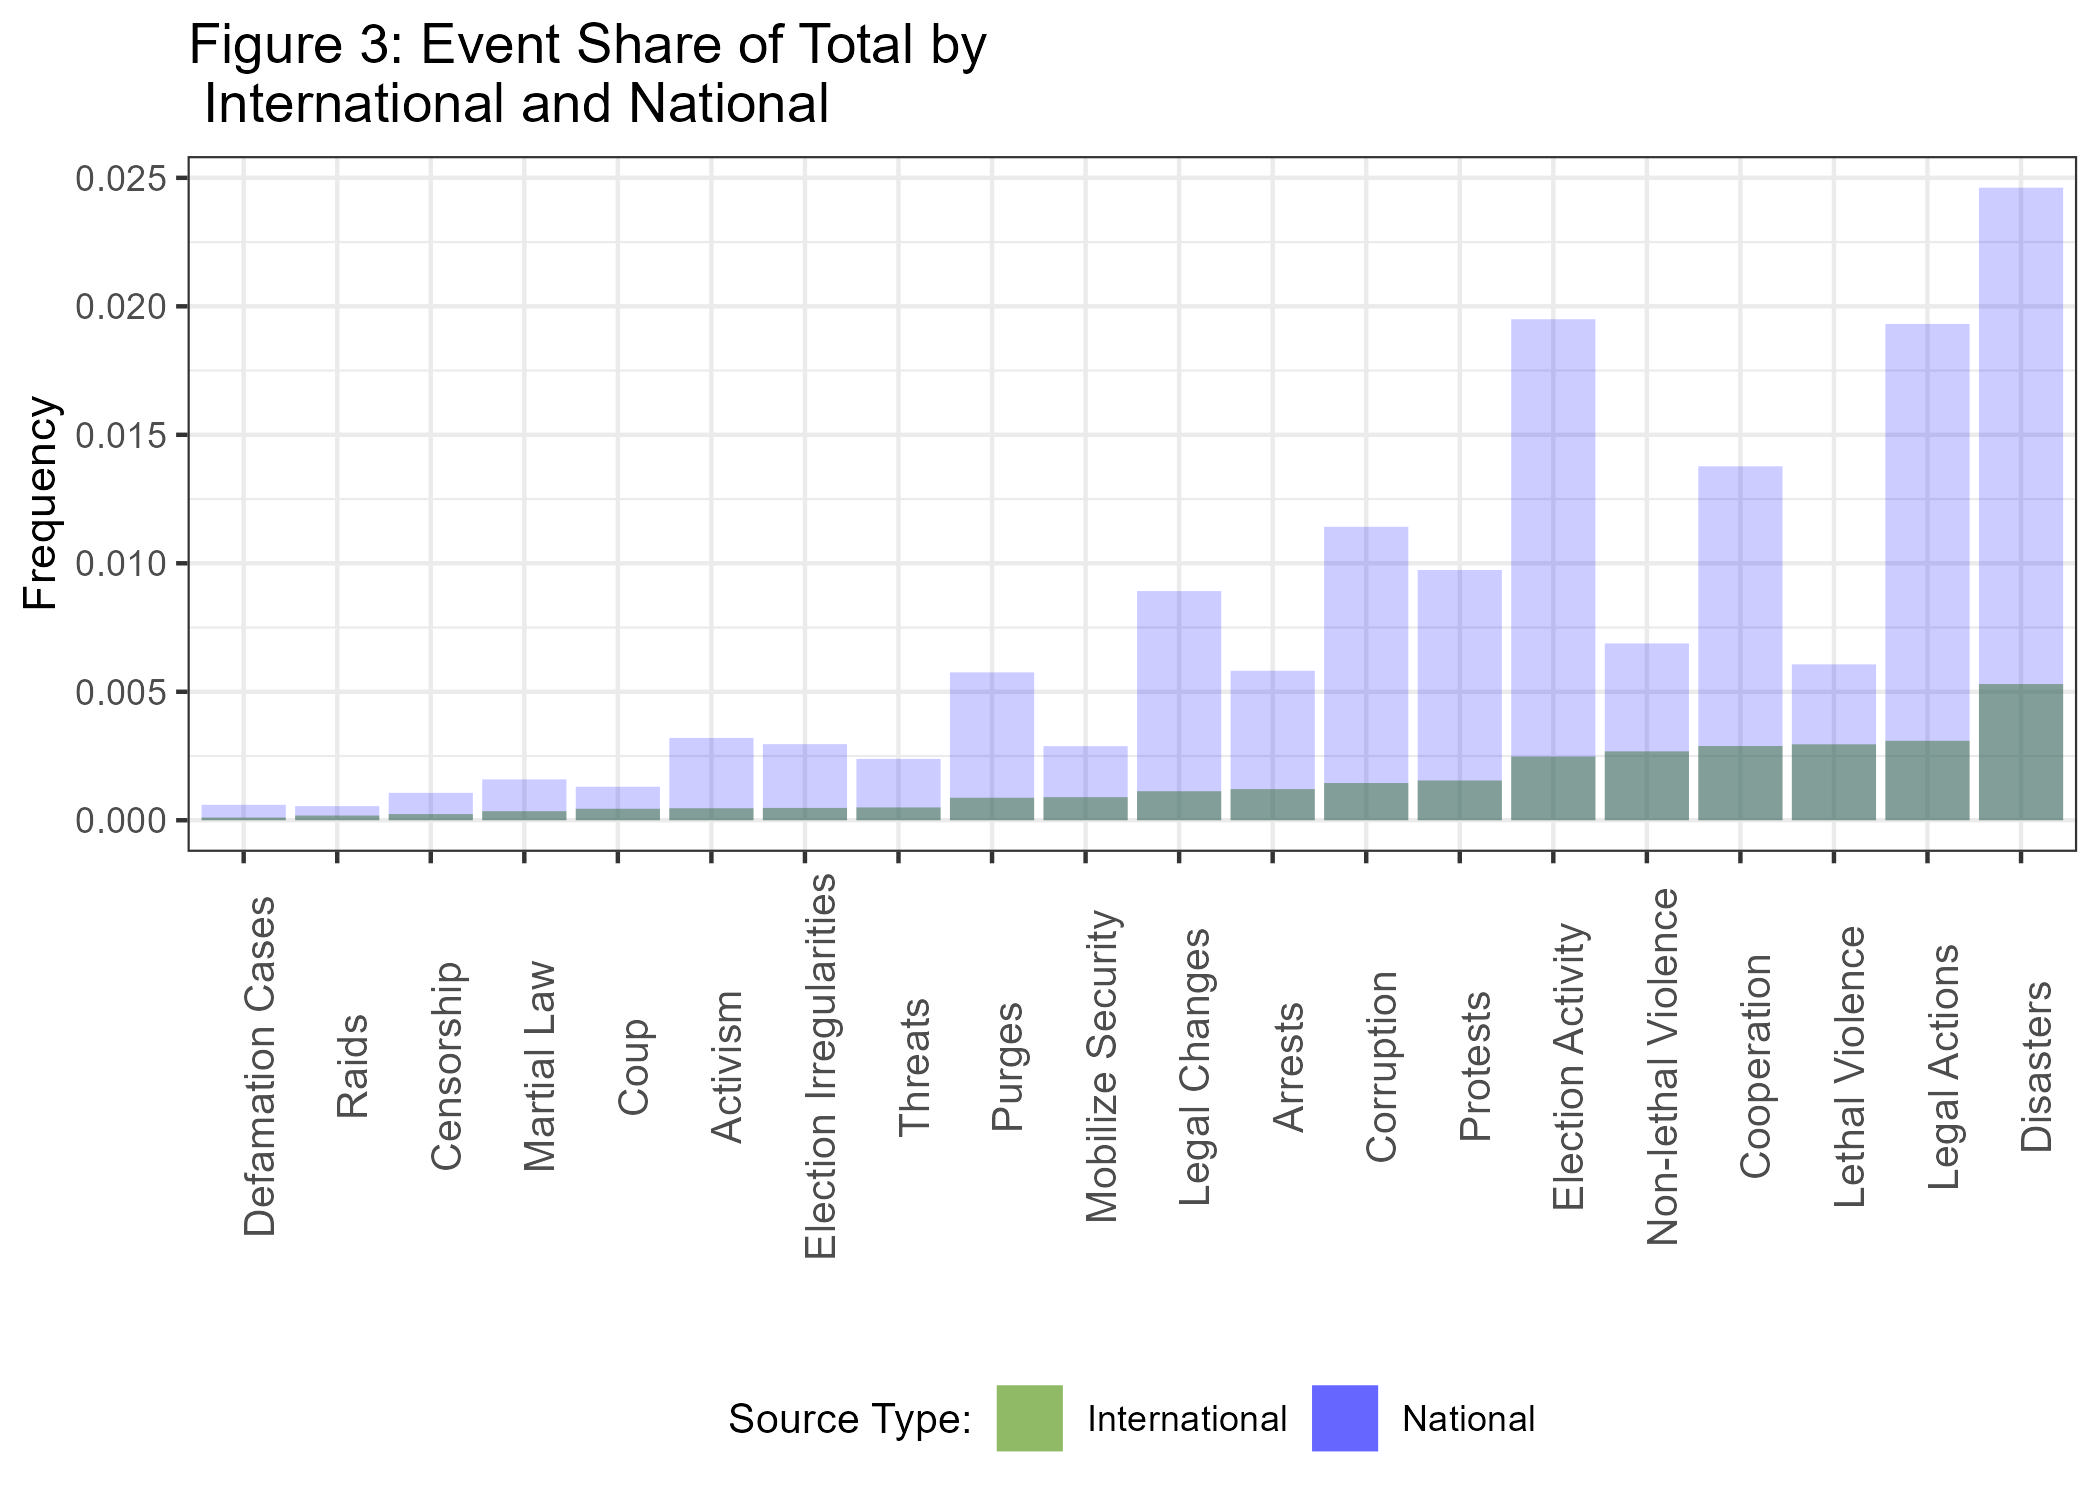 Figure 3: Event Share of Total by
International and National
Frequency
0.025
0.020
0.015
0.010
0.005
0.000
Defamation Cases
Raids
Censorship
Martial Law
Coup
Activism
Election Irregularities
Threats
Purges
Mobilize Security
Legal Changes
Arrests
Corruption
Protests
Election Activity
Non-lethal Violence
Cooperation
Lethal Violence
Legal Actions
Disasters
Source Type: International National